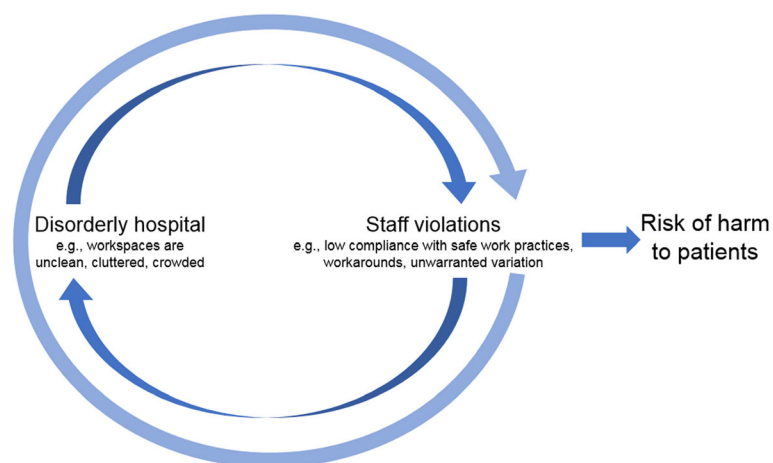 Disorderly hospital
e.g., workspaces are
unclean, cluttered, crowded
Staff violations
e.g., low compliance with safe work practices,
workarounds, unwarranted variation
Risk of harm
to patients